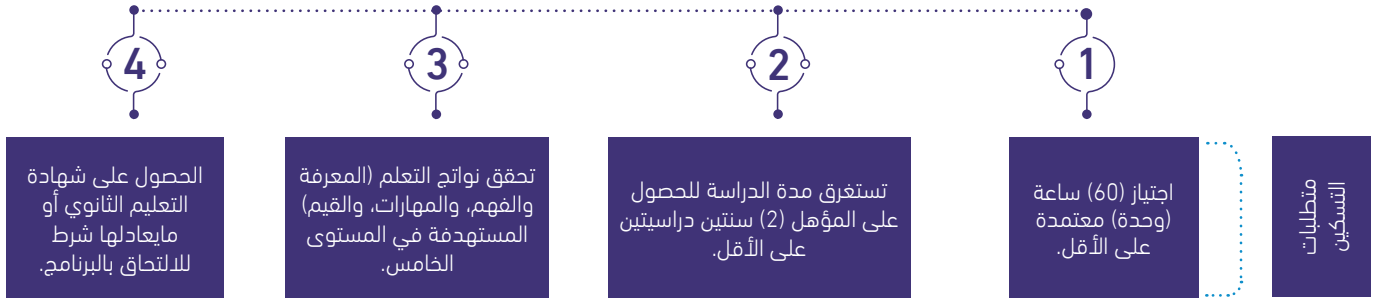 متطلبات
التسكين
1
اجتياز (60) ساعة
(وحدة) معتمدة
على الأقل.
2
تستغرق مدة الدراسة للحصول
على المؤهل (2) سنتين دراسيتين
على الأقل.
3
تحقق نواتج التعلم (المعرفة
والفهم، والمهارات، والقيم)
المستهدفة في المستوى
الخامس.
4
الحصول على شهادة
التعليم الثانوي أو
مايعادلها شرط
للالتحاق بالبرنامج.